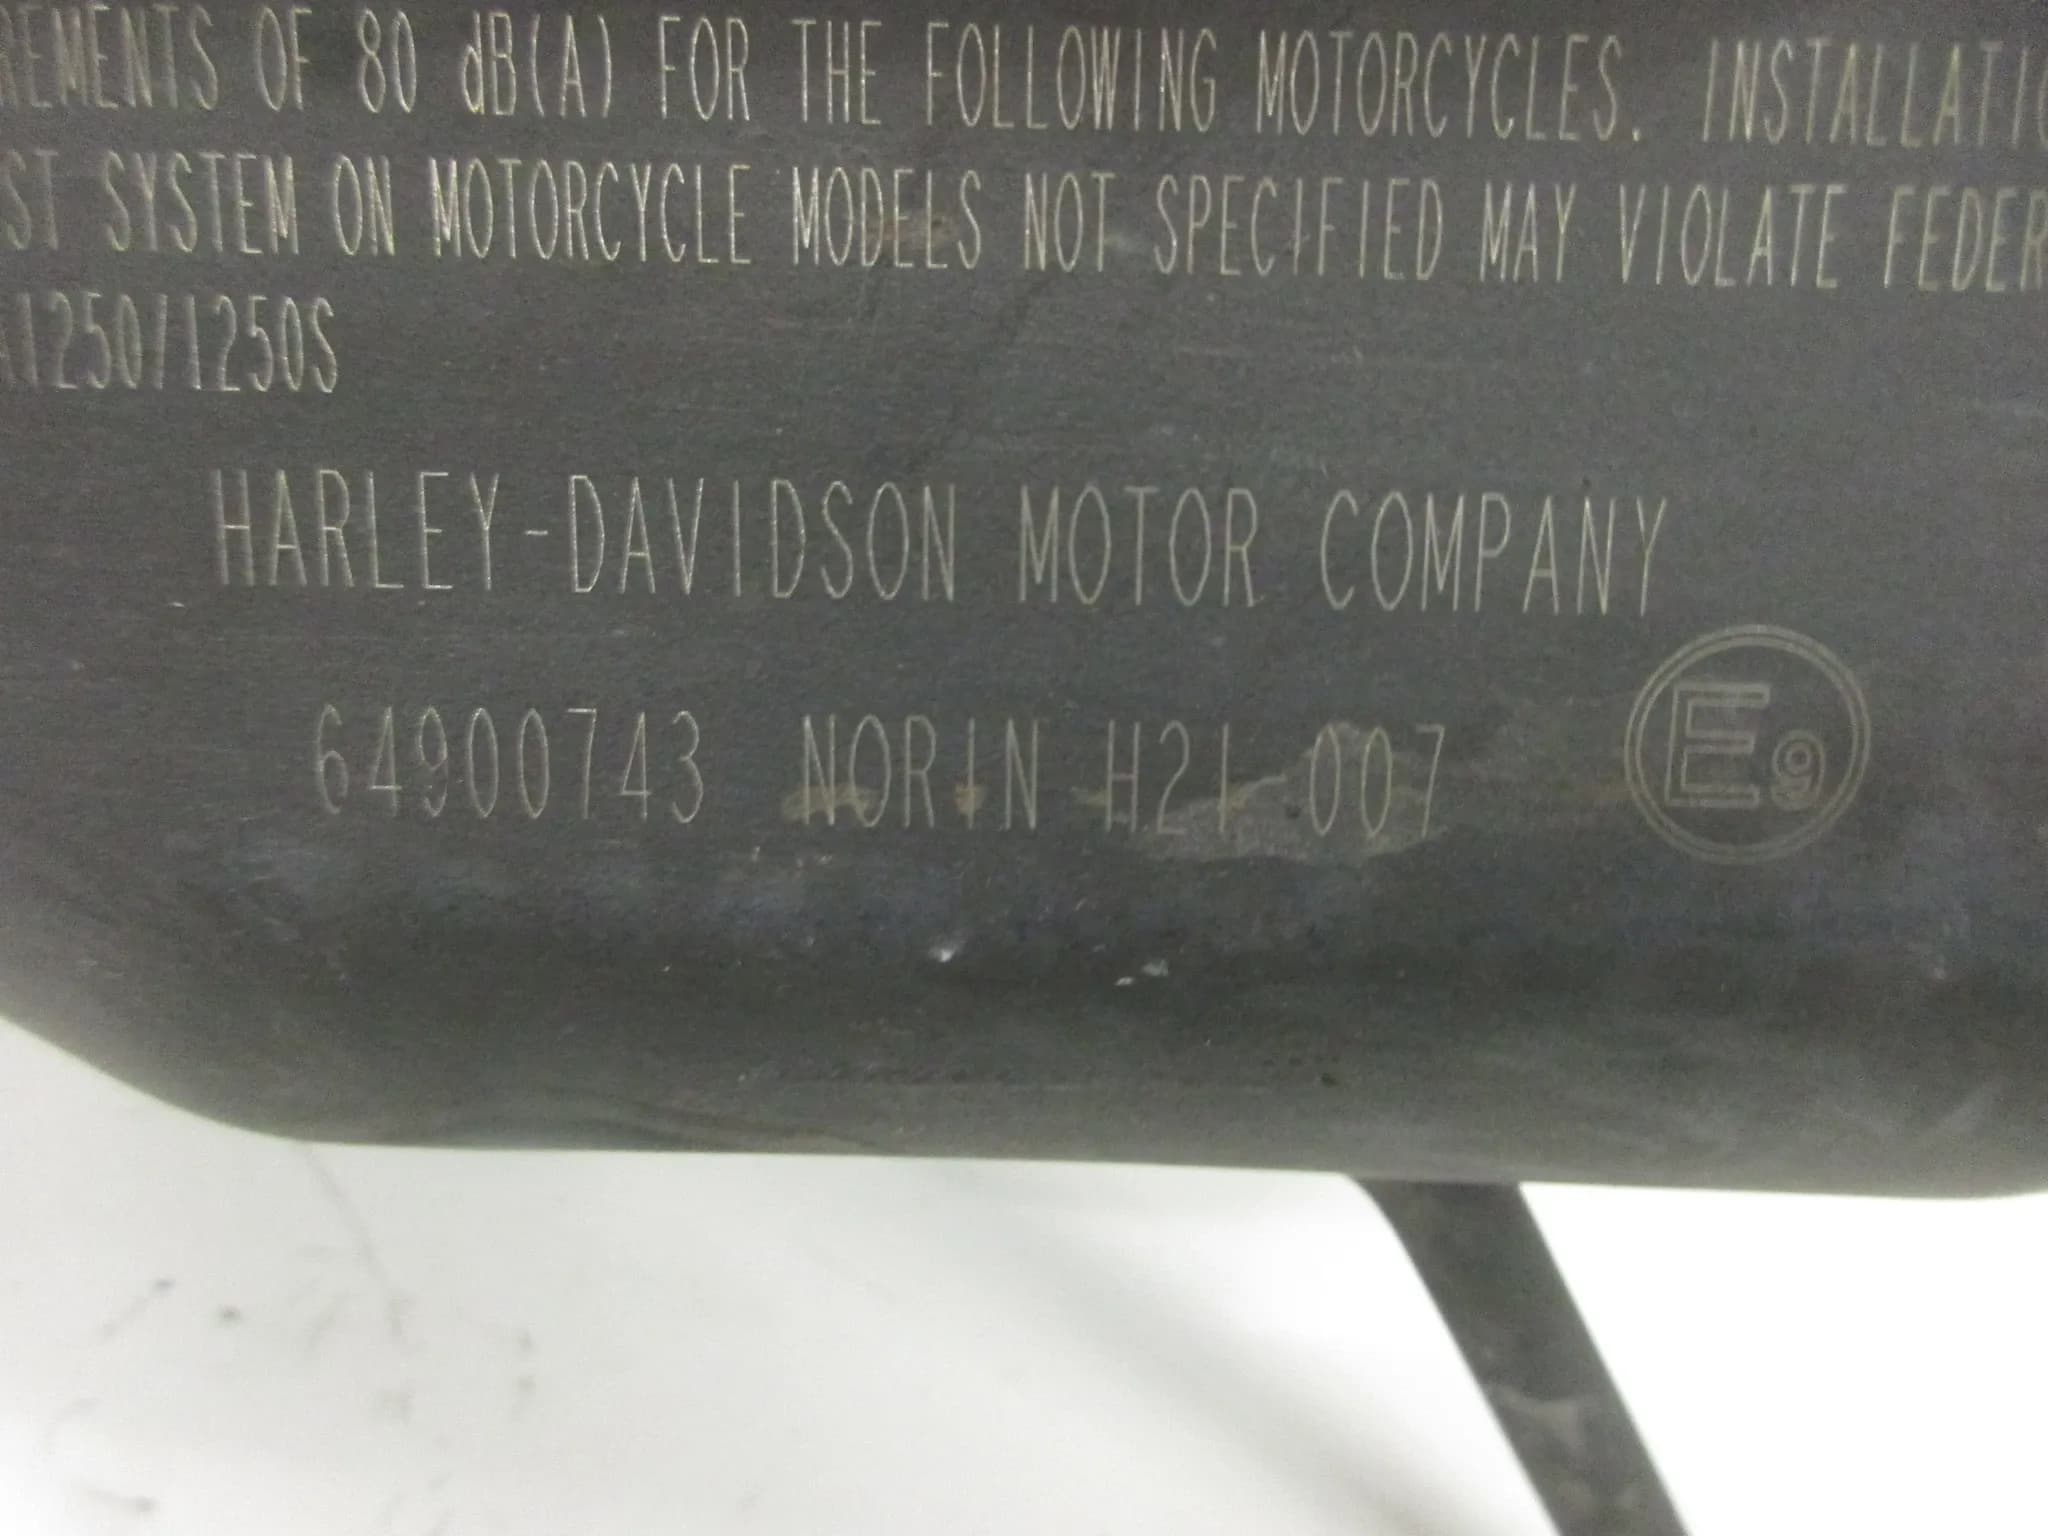 REMENTS OF 80 dB(A) FOR THE FOLLOWING MOTORCYCLES. INSTALLATIO
ST SYSTEM ON MOTORCYCLE MODELS NOT SPECIFIED MAY VIOLATE FEDER
1250/1250S
HARLEY-DAVIDSON MOTOR COMPANY
64900743 NORIN H21 007 E9